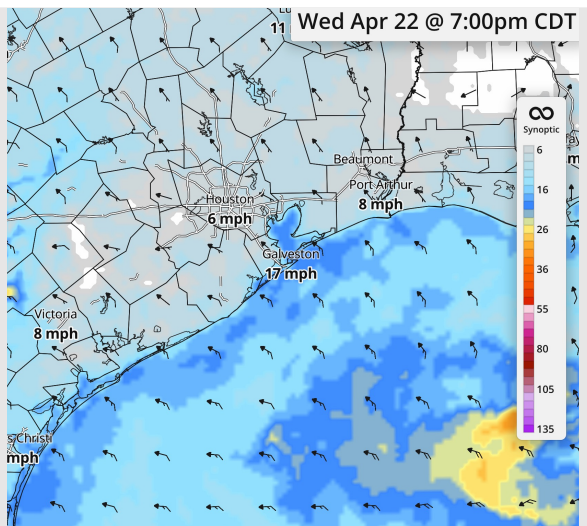 Wed Apr 22 @ 7:00pm CDT
11
Synoptic
6
16
26
36
55
80
105
135
Beaumont
Port Arthur
8 mph
Houston
6 mph
Galveston
17 mph
Victoria
8 mph
s Christi
mph